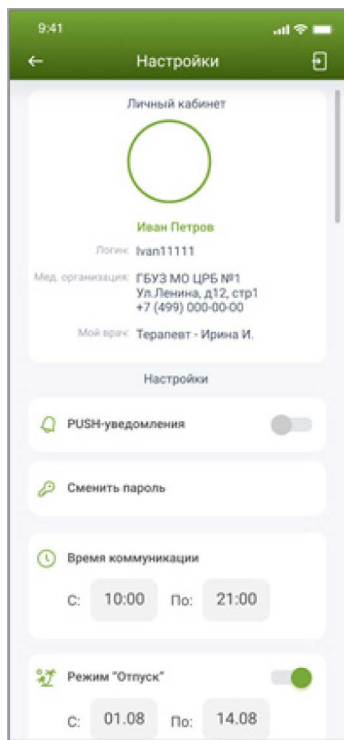 9:41
Настройки
Личный кабинет
Иван Петров
Логин: Ivan11111
Мед. организация: ГБУЗ МО ЦРБ №1
Ул.Ленина, д12, стр1
+7 (499) 000-00-00
Мой врач: Терапевт - Ирина И.
Настройки
PUSH-уведомления
Сменить пароль
Время коммуникации
С: 10:00 По: 21:00
Режим "Отпуск"
С: 01.08 По: 14.08